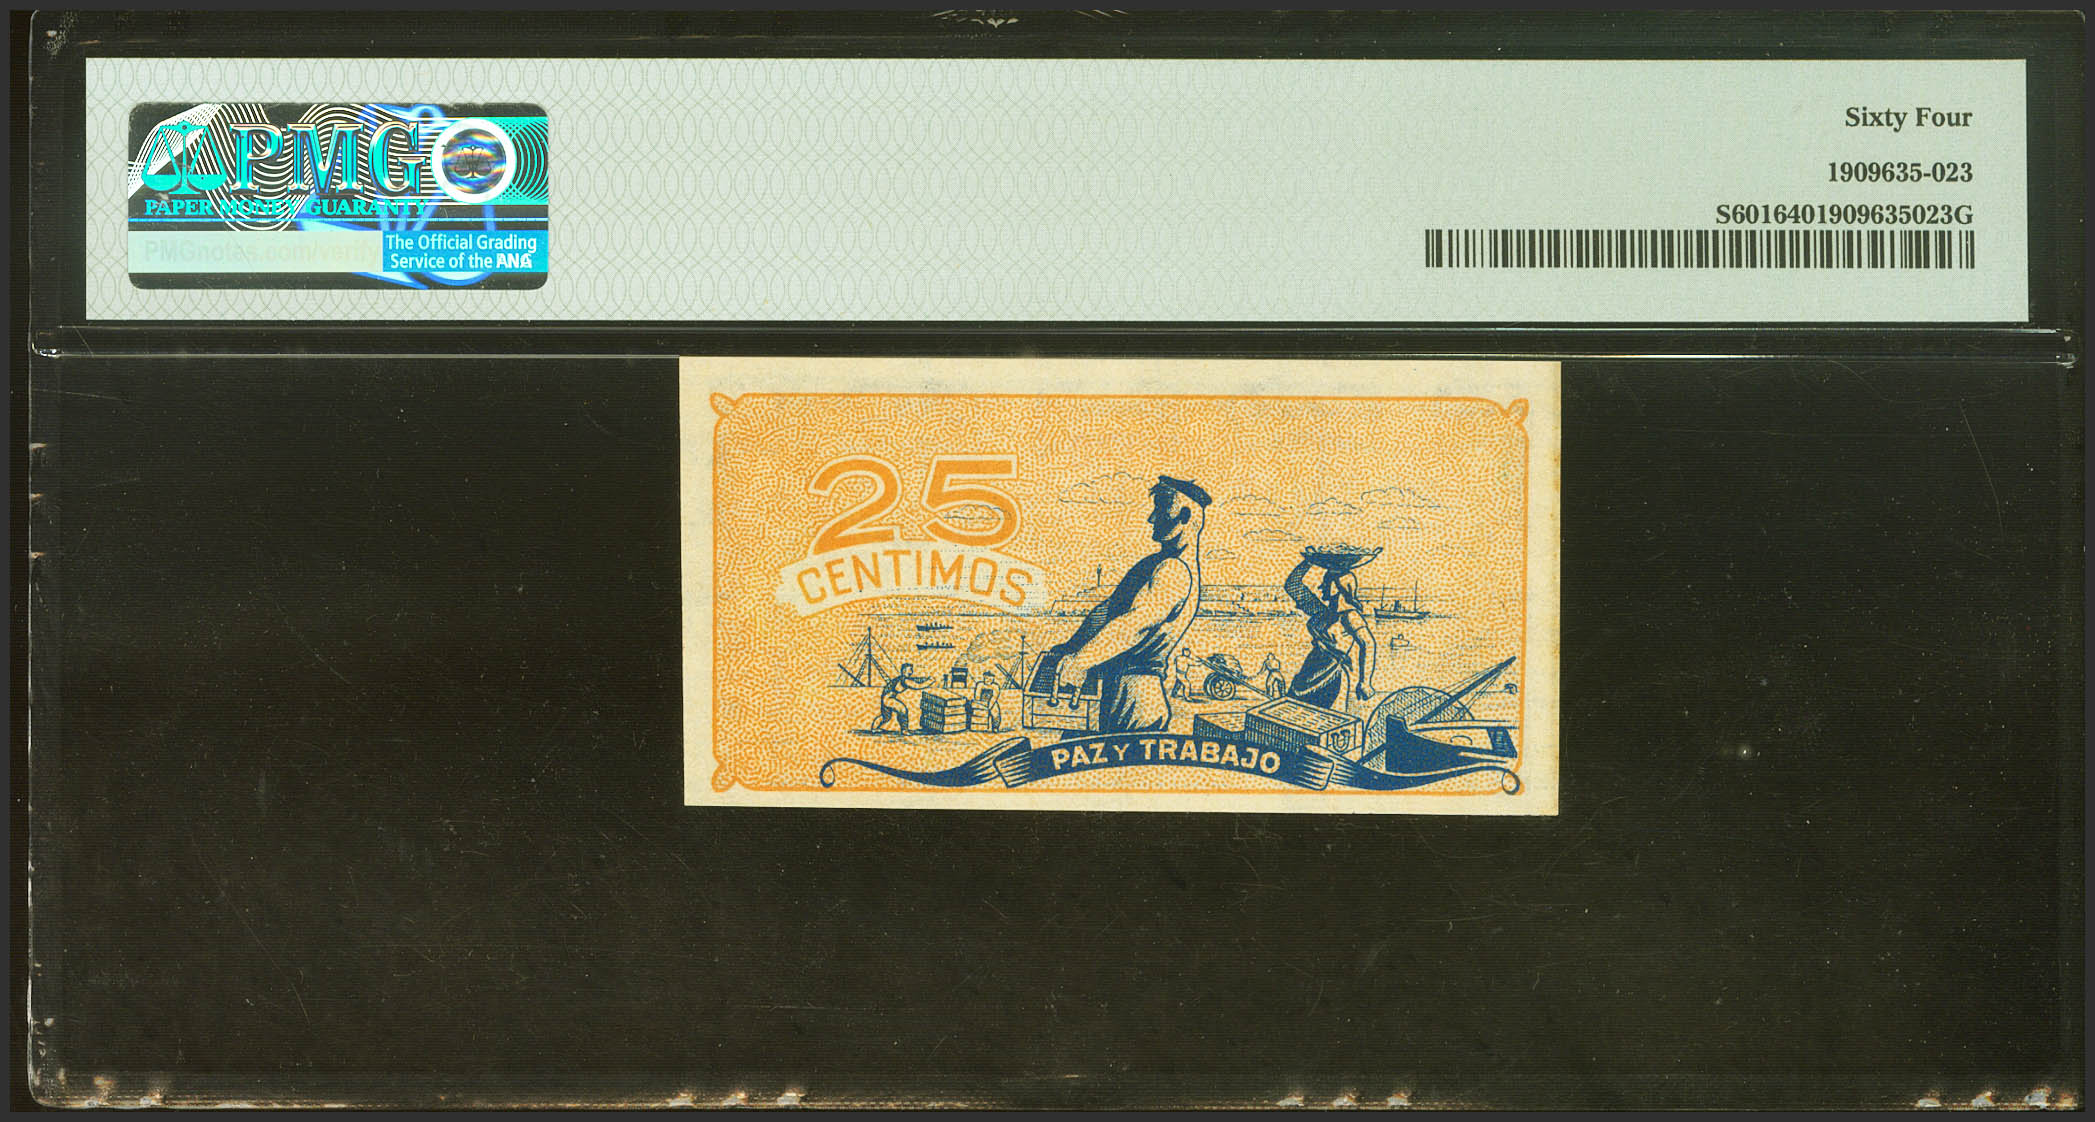 PMG
PAPER MONEY GUARANTY
PMGnotes.com/verify
The Official Grading
Service of the ANA
Sixty Four
1909635-023
S6016401909635023G
25
CENTIMOS
PAZ Y TRABAJO